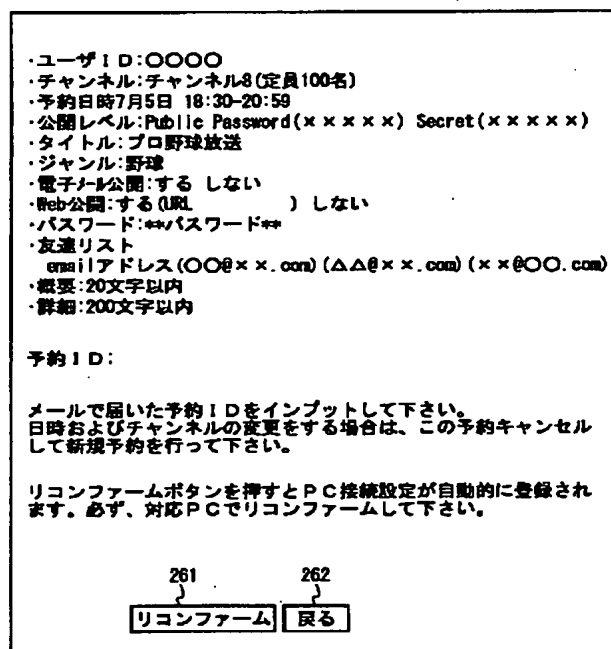 ・ユーザID:〇〇〇〇
・チャンネル:チャンネル8(定員100名)
・予約日時7月5日 18:30-20:59
・公開レベル:Public Password(×××××) Secret(×××××)
・タイトル:プロ野球放送
・ジャンル:野球
・電子メール公開:する しない
・Web公開:する(URL     ) しない
・パスワード:**パスワード**
・友達リスト
emailアドレス(〇〇@××.com)(△△@××.com)(××@〇〇.com)
・概要:20文字以内
・詳細:200文字以内
予約ID:
メールで届いた予約IDをインプットして下さい。
日時およびチャンネルの変更をする場合は、この予約キャンセル
して新規予約を行って下さい。
リコンファームボタンを押すとPC接続設定が自動的に登録され
ます。必ず、対応PCでリコンファームして下さい。
261 262
リコンファーム 戻る